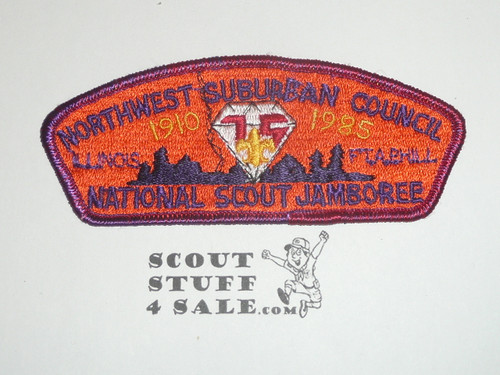 NORTHWEST SUBURBAN COUNCIL
1910 75 1985
ILLINOIS FT. A.P. HILL
NATIONAL SCOUT JAMBOREE
SCOUT
STUFF
4 SALE.COM